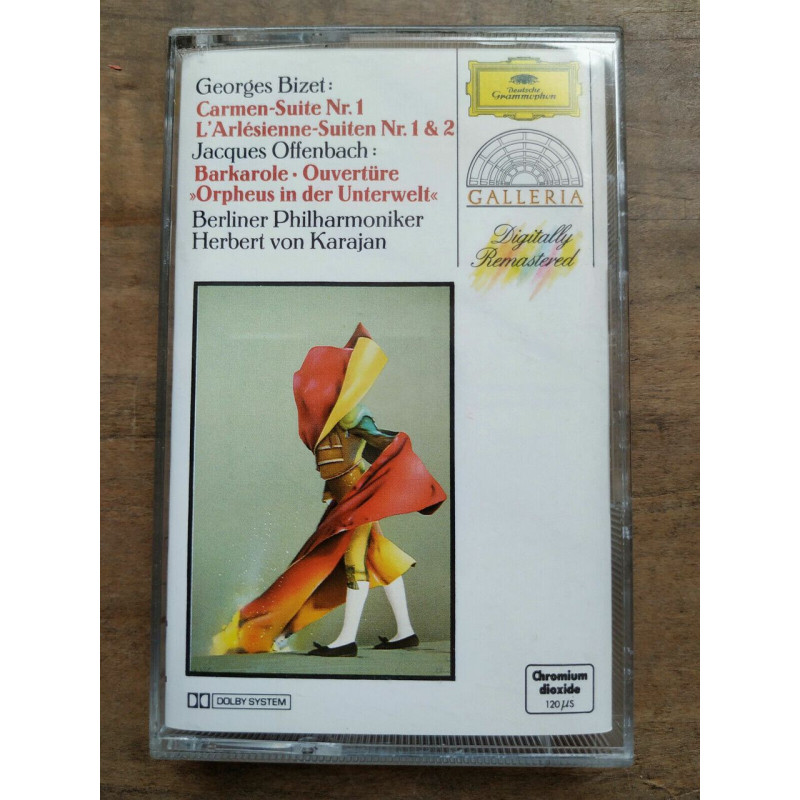 Georges Bizet:
Carmen-Suite Nr. 1
L'Arlésienne-Suiten Nr. 1 & 2
Jacques Offenbach:
Barkarole · Ouvertüre
»Orpheus in der Unterwelt«
Berliner Philharmoniker
Herbert von Karajan
Deutsche
Grammophon
GALLERIA
Digitally
Remastered
DOLBY SYSTEM
Chromium
dioxide
120 µs